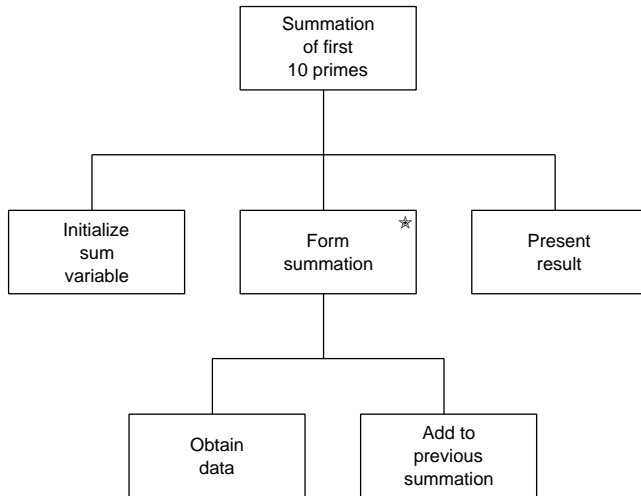 Summation
of first
10 primes
Initialize
sum
variable
Form
summation
Present
result
Obtain
data
Add to
previous
summation